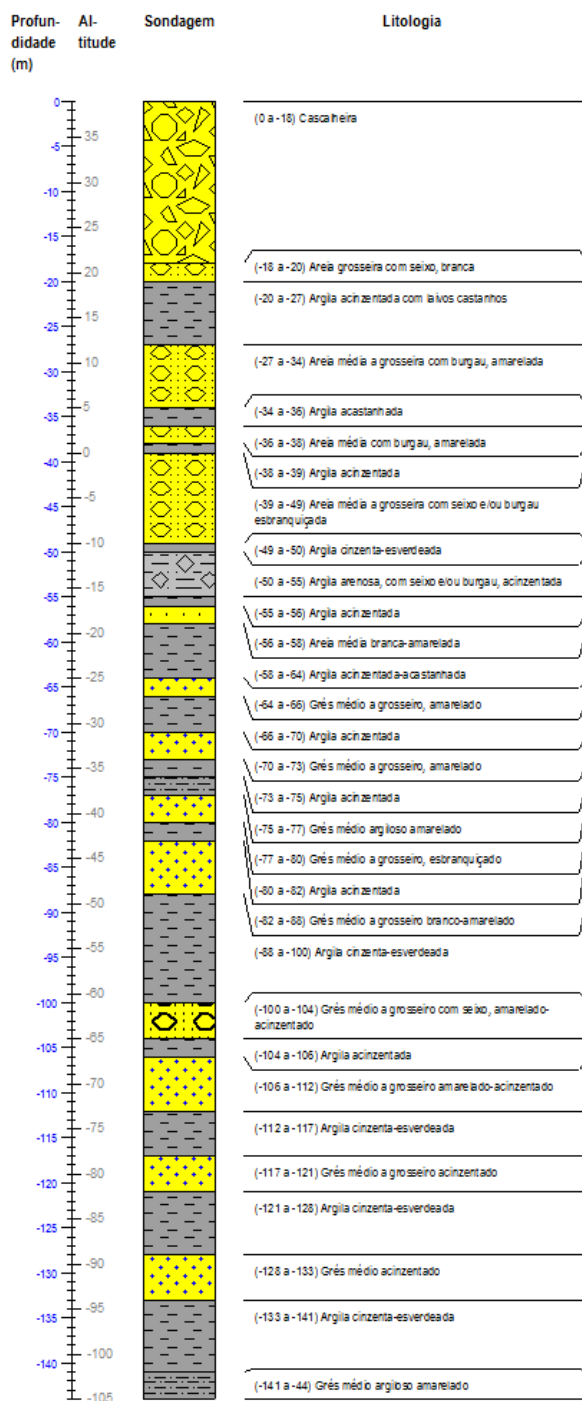 Profun-
didade
(m)
Al-
titude
Sondagem
Litologia
0
-5
-10
-15
-20
-25
-30
-35
-40
-45
-50
-55
-60
-65
-70
-75
-80
-85
-90
-95
-100
-105
-110
-115
-120
-125
-130
-135
-140
35
30
25
20
15
10
5
0
-5
-10
-15
-20
-25
-30
-35
-40
-45
-50
-55
-60
-65
-70
-75
-80
-85
-90
-95
-100
-105
(0 a -18) Cascalheira
(-18 a -20) Areia grosseira com seixo, branca
(-20 a -27) Argila acinzentada com laivos castanhos
(-27 a -34) Areia média a grosseira com burgau, amarelada
(-34 a -36) Argila acastanhada
(-36 a -38) Areia média com burgau, amarelada
(-38 a -39) Argila acinzentada
(-39 a -49) Areia média a grosseira com seixo e/ou burgau
esbranquiçada
(-49 a -50) Argila cinzenta-esverdeada
(-50 a -55) Argila arenosa, com seixo e/ou burgau, acinzentada
(-55 a -56) Argila acinzentada
(-56 a -58) Areia média branca-amarelada
(-58 a -64) Argila acinzentada-acastanhada
(-64 a -66) Grés médio a grosseiro, amarelado
(-66 a -70) Argila acinzentada
(-70 a -73) Grés médio a grosseiro, amarelado
(-73 a -75) Argila acinzentada
(-75 a -77) Grés médio argiloso amarelado
(-77 a -80) Grés médio a grosseiro, esbranquiçado
(-80 a -82) Argila acinzentada
(-82 a -88) Grés médio a grosseiro branco-amarelado
(-88 a -100) Argila cinzenta-esverdeada
(-100 a -104) Grés médio a grosseiro com seixo, amarelado-
acinzentado
(-104 a -106) Argila acinzentada
(-106 a -112) Grés médio a grosseiro amarelado-acinzentado
(-112 a -117) Argila cinzenta-esverdeada
(-117 a -121) Grés médio a grosseiro acinzentado
(-121 a -128) Argila cinzenta-esverdeada
(-128 a -133) Grés médio acinzentado
(-133 a -141) Argila cinzenta-esverdeada
(-141 a -44) Grés médio argiloso amarelado